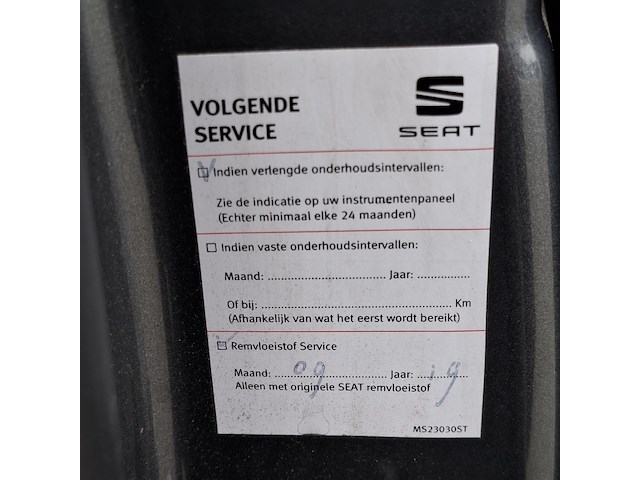 VOLGENDE
SERVICE
SEAT
Indien verlengde onderhoudsintervallen:
Zie de indicatie op uw instrumentenpaneel
(Echter minimaal elke 24 maanden)
Indien vaste onderhoudsintervallen:
Maand: .................................. Jaar: ................
Of bij: ....................................................... Km
(Afhankelijk van wat het eerst wordt bereikt)
Remvloeistof Service
Maand: ......09...... Jaar: ...19...
Alleen met originele SEAT remvloeistof
MS23030ST